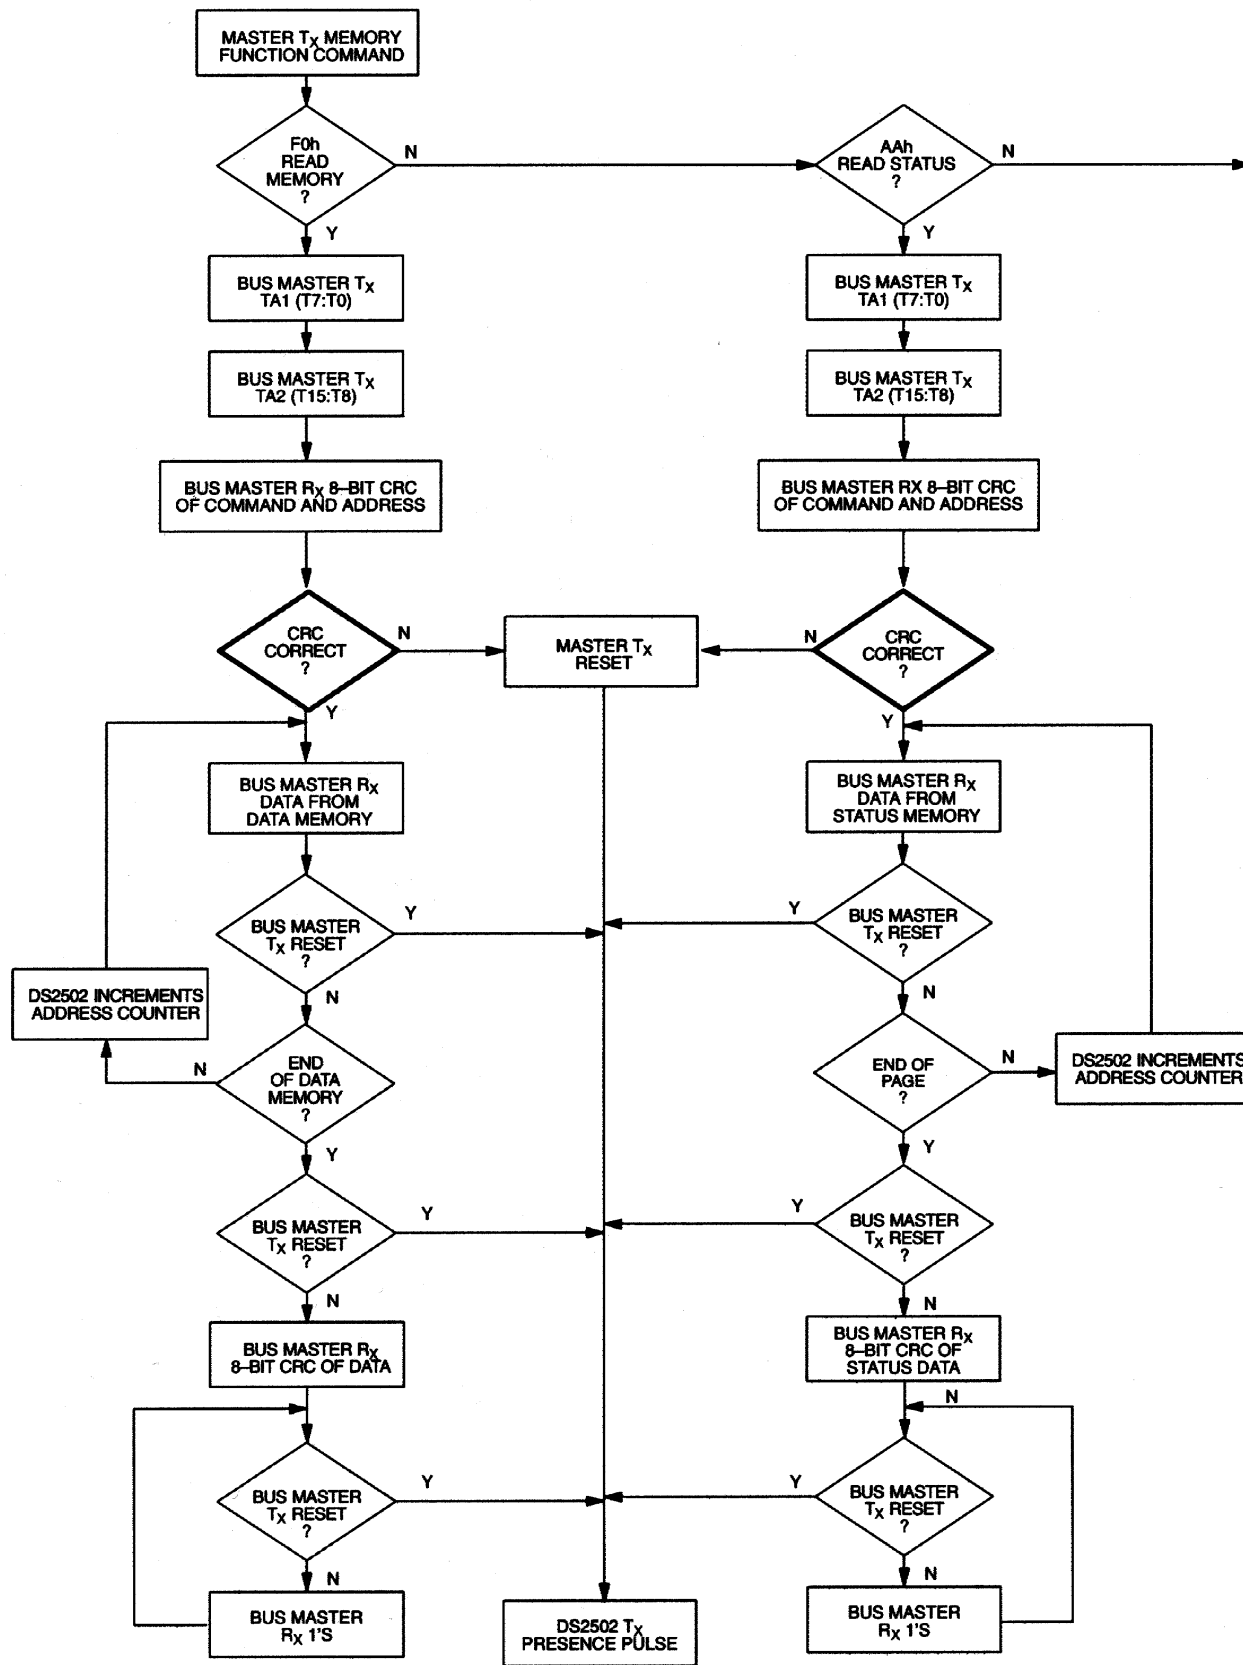 MASTER TX MEMORY
FUNCTION COMMAND
F0h
READ
MEMORY
?
N
Y
AAh
READ STATUS
?
N
Y
BUS MASTER TX
TA1 (T7:T0)
BUS MASTER TX
TA1 (T7:T0)
BUS MASTER TX
TA2 (T15:T8)
BUS MASTER TX
TA2 (T15:T8)
BUS MASTER RX 8–BIT CRC
OF COMMAND AND ADDRESS
BUS MASTER RX 8–BIT CRC
OF COMMAND AND ADDRESS
CRC
CORRECT
?
N
Y
MASTER TX
RESET
CRC
CORRECT
?
N
Y
BUS MASTER RX
DATA FROM
DATA MEMORY
BUS MASTER RX
DATA FROM
STATUS MEMORY
BUS MASTER
TX RESET
?
Y
N
BUS MASTER
TX RESET
?
Y
N
DS2502 INCREMENTS
ADDRESS COUNTER
END
OF DATA
MEMORY
?
N
Y
END OF
PAGE
?
N
Y
DS2502 INCREMENTS
ADDRESS COUNTER
BUS MASTER
TX RESET
?
Y
N
BUS MASTER
TX RESET
?
Y
N
BUS MASTER RX
8–BIT CRC OF DATA
BUS MASTER RX
8–BIT CRC OF
STATUS DATA
N
BUS MASTER
TX RESET
?
Y
N
BUS MASTER
TX RESET
?
Y
N
BUS MASTER
RX 1'S
DS2502 TX
PRESENCE PULSE
BUS MASTER
RX 1'S